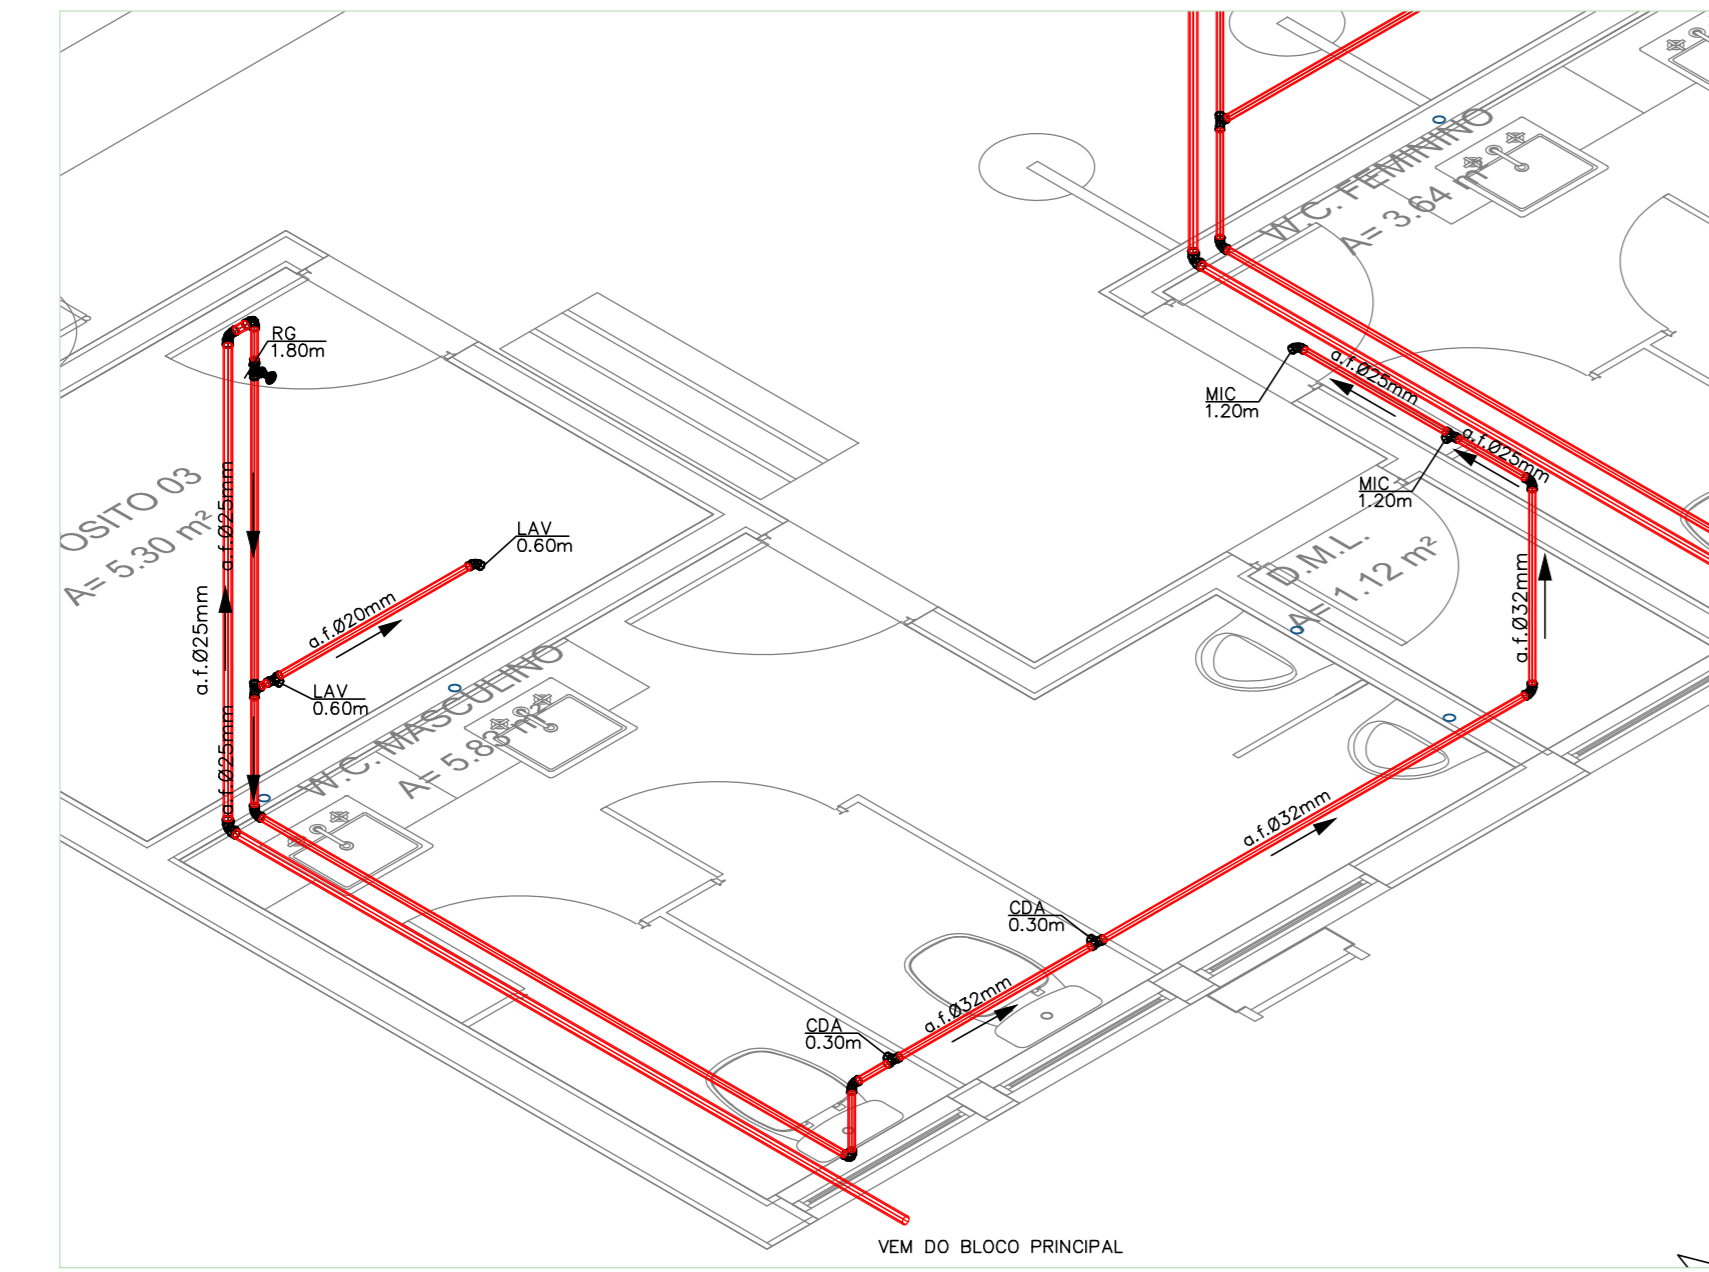 W.C. FEMININO
A= 3.64 m²
RG
1.80m
a.f.Ø25mm
MIC
1.20m
a.f.Ø25mm
MIC
1.20m
OSITO 03
A= 5.30 m²
a.f.Ø25mm
LAV
0.60m
D.M.L.
A= 1.12 m²
a.f.Ø32mm
a.f.Ø25mm
a.f.Ø20mm
LAV
0.60m
W.C. MASCULINO
A= 5.83 m²
a.f.Ø25mm
a.f.Ø32mm
CDA
0.30m
a.f.Ø32mm
CDA
0.30m
VEM DO BLOCO PRINCIPAL